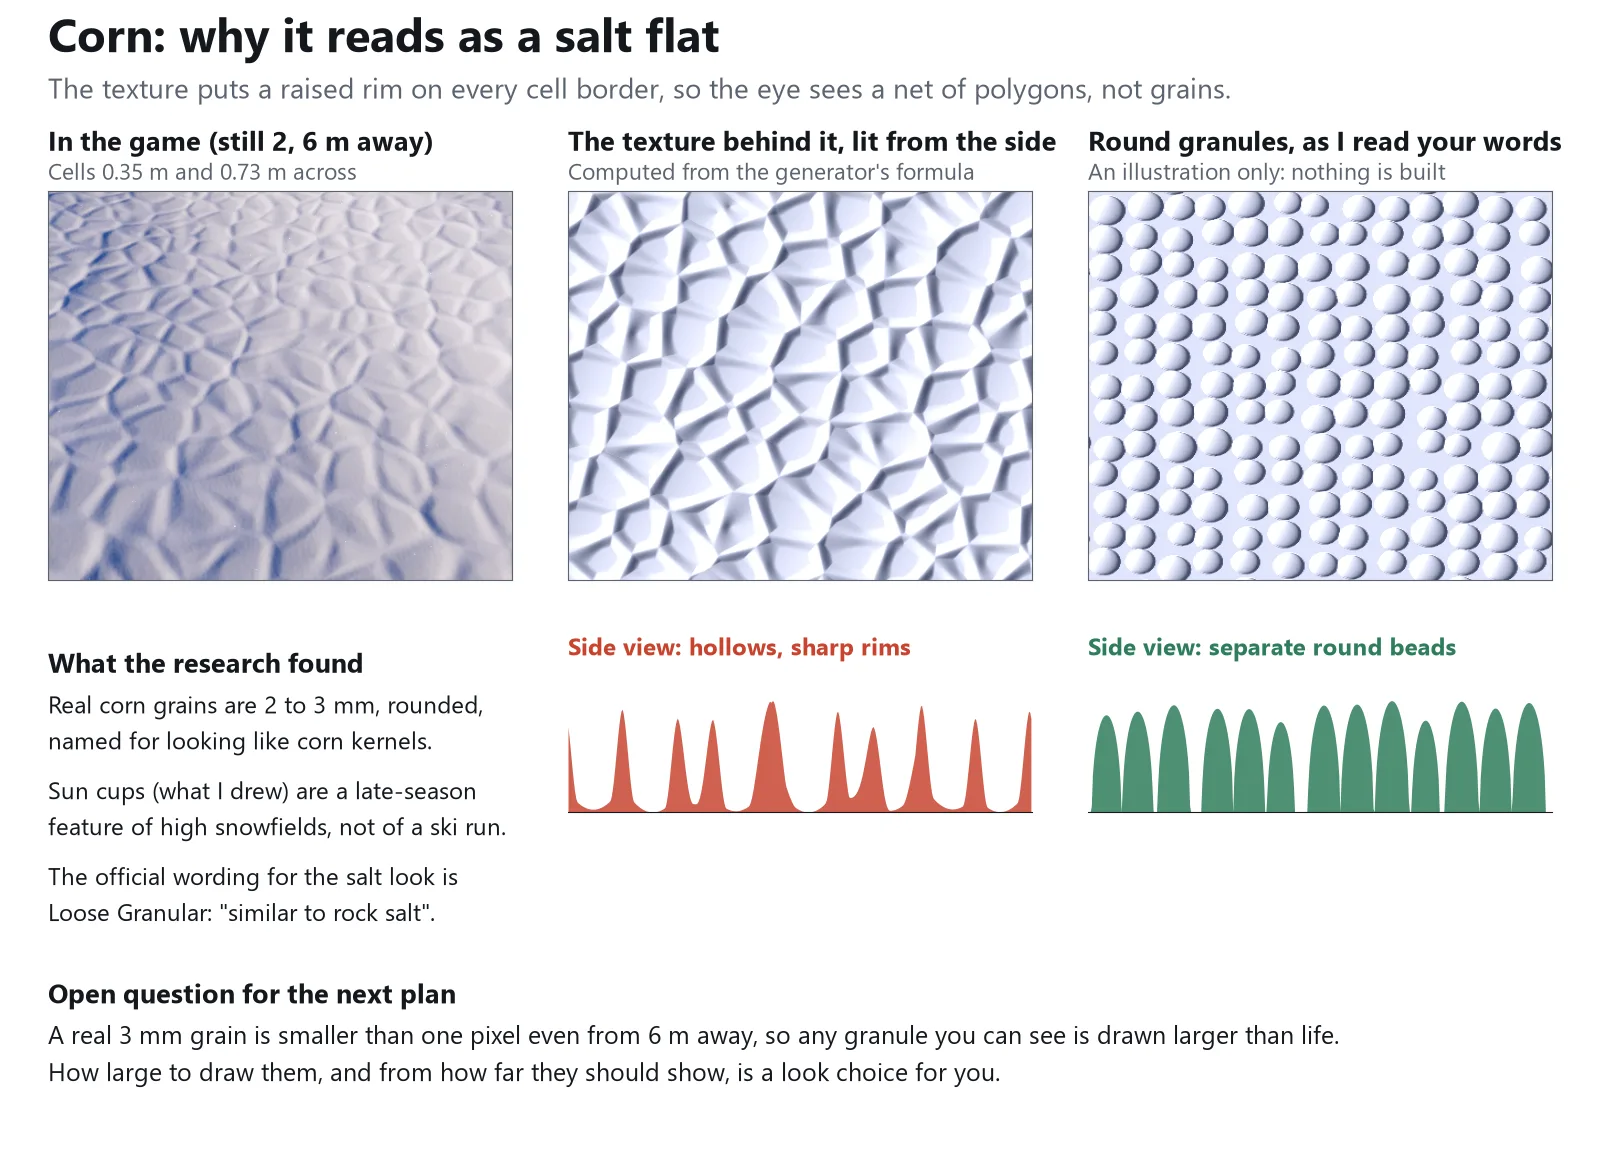 Corn: why it reads as a salt flat
The texture puts a raised rim on every cell border, so the eye sees a net of polygons, not grains.
In the game (still 2, 6 m away)
Cells 0.35 m and 0.73 m across
The texture behind it, lit from the side
Computed from the generator's formula
Round granules, as I read your words
An illustration only: nothing is built
What the research found
Real corn grains are 2 to 3 mm, rounded,
named for looking like corn kernels.
Sun cups (what I drew) are a late-season
feature of high snowfields, not of a ski run.
The official wording for the salt look is
Loose Granular: "similar to rock salt".
Side view: hollows, sharp rims
Side view: separate round beads
Open question for the next plan
A real 3 mm grain is smaller than one pixel even from 6 m away, so any granule you can see is drawn larger than life.
How large to draw them, and from how far they should show, is a look choice for you.